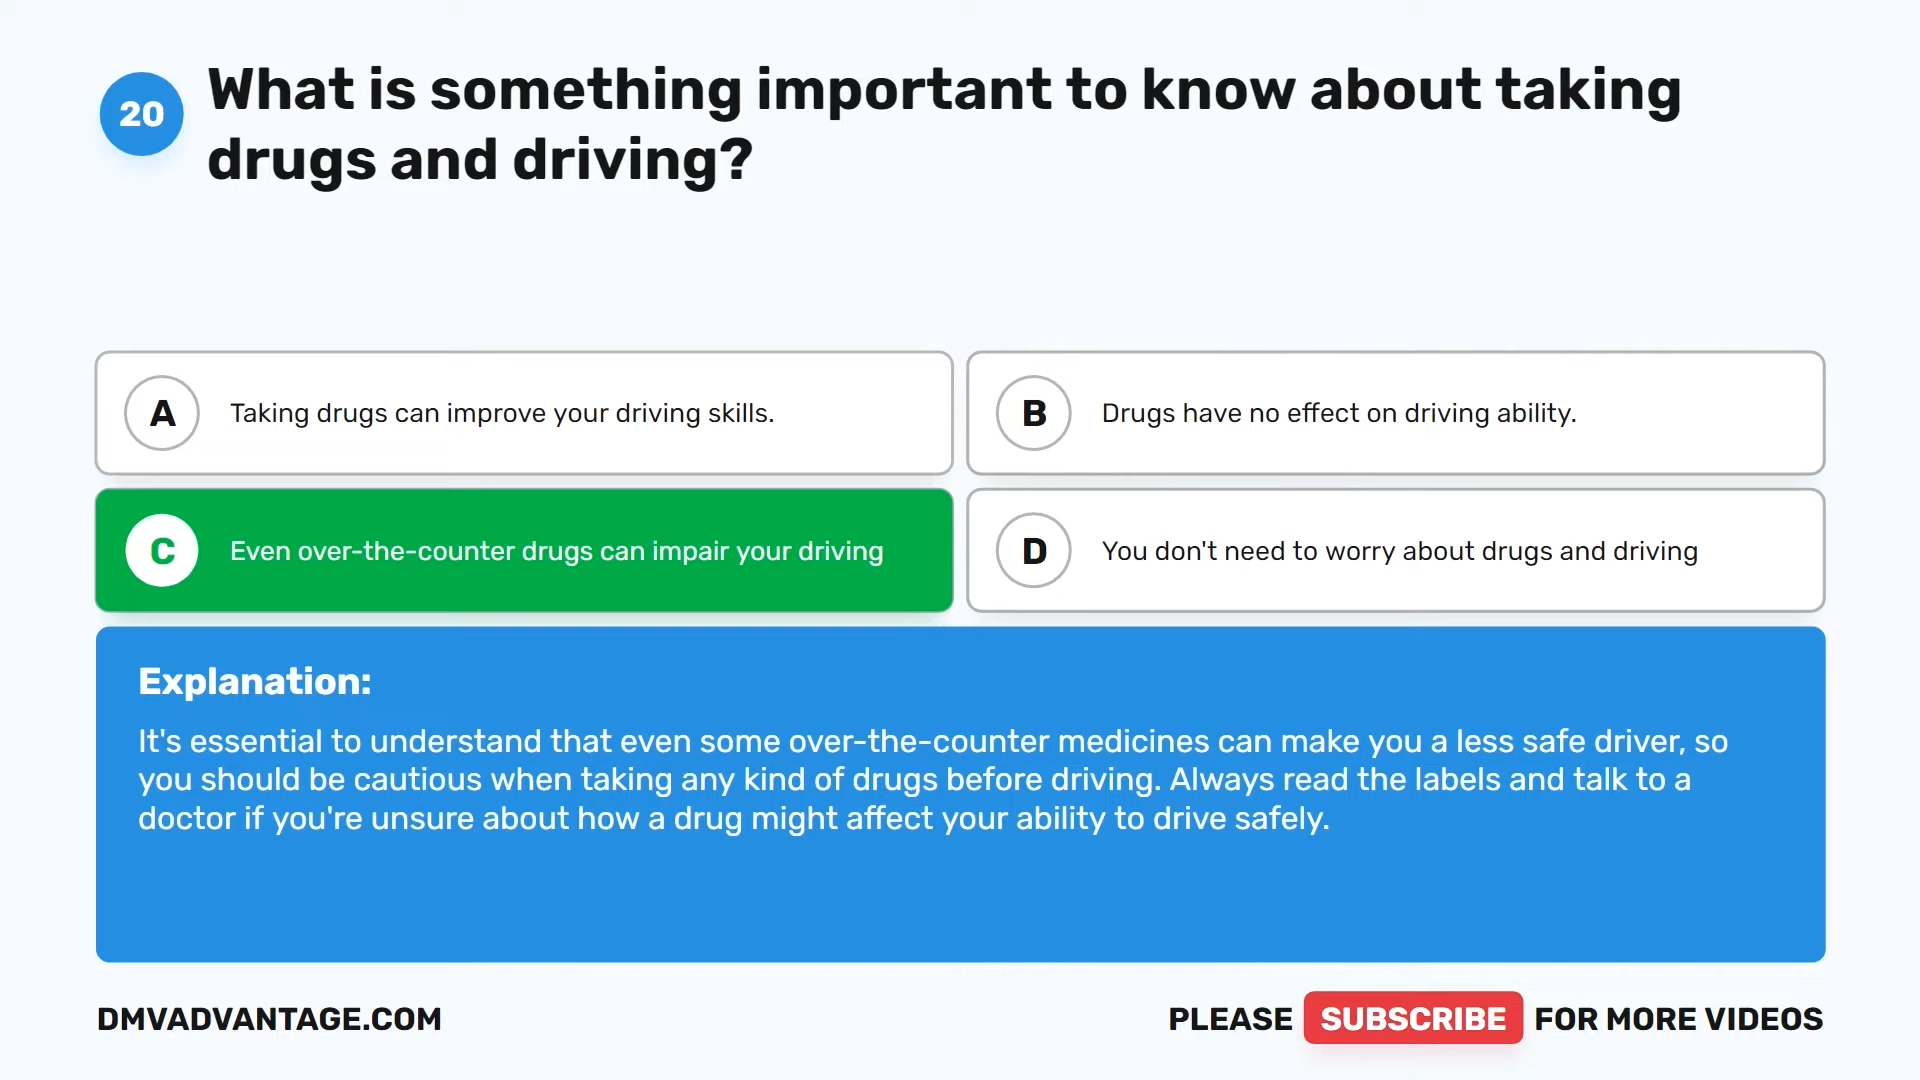 20
What is something important to know about taking
drugs and driving?
A
Taking drugs can improve your driving skills.
B
Drugs have no effect on driving ability.
C
Even over-the-counter drugs can impair your driving
D
You don't need to worry about drugs and driving
Explanation:
It's essential to understand that even some over-the-counter medicines can make you a less safe driver, so
you should be cautious when taking any kind of drugs before driving. Always read the labels and talk to a
doctor if you're unsure about how a drug might affect your ability to drive safely.
DMVADVANTAGE.COM
PLEASE SUBSCRIBE FOR MORE VIDEOS